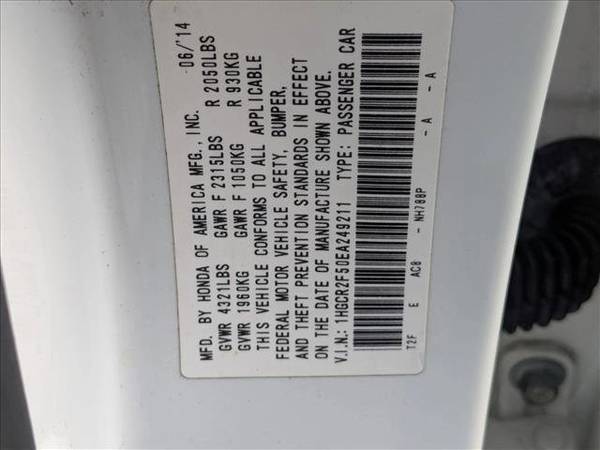 MFD. BY HONDA OF AMERICA MFG., INC. 06/'14
GVWR 4321LBS GAWR F 2315LBS R 2050LBS
GVWR 1960KG GAWR F 1050KG R 930KG
THIS VEHICLE CONFORMS TO ALL APPLICABLE
FEDERAL MOTOR VEHICLE SAFETY, BUMPER,
AND THEFT PREVENTION STANDARDS IN EFFECT
ON THE DATE OF MANUFACTURE SHOWN ABOVE.
V.I.N.: 1HGCR2F50EA249211 TYPE: PASSENGER CAR
T2F E AC8 - NH788P - A - A